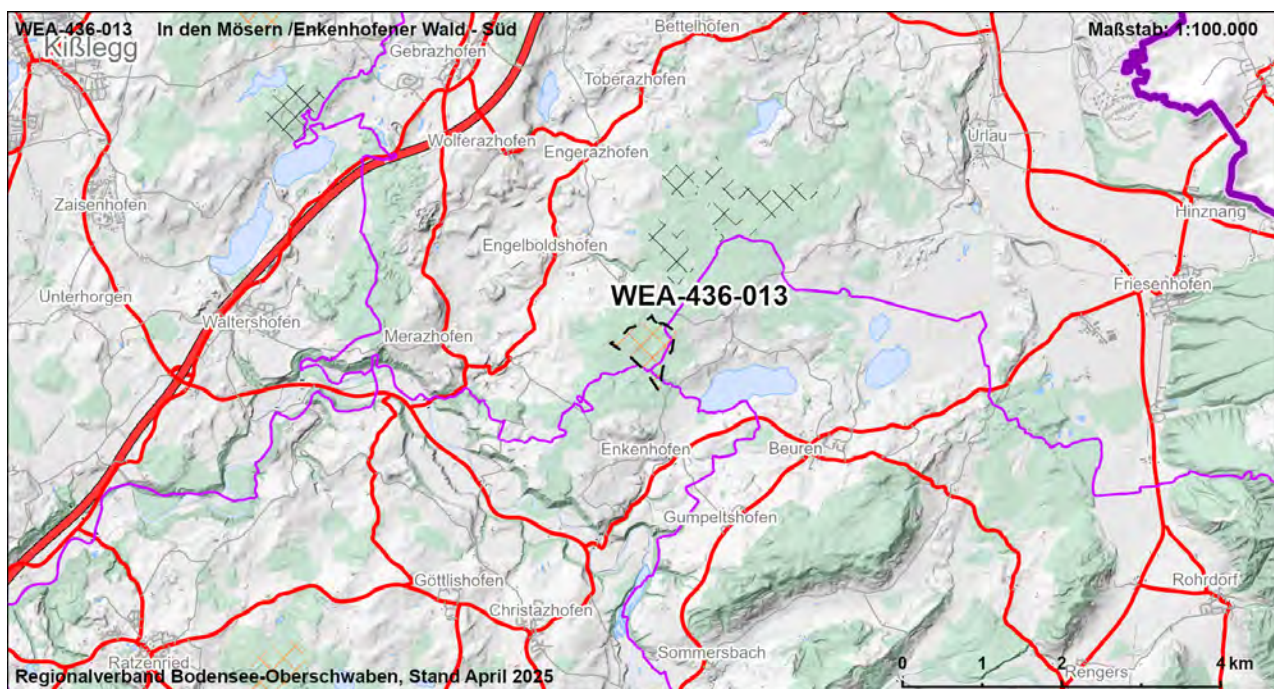 WEA-436-013 In den Mösern /Enkenhofener Wald - Süd
Maßstab: 1:100.000
Kißlegg
Gebrazhofen
Bettelhofen
Toberazhofen
Wolferazhofen
Engerazhofen
Urlau
Zaisenhofen
Hinznang
Engelboldshofen
Unterhorgen
WEA-436-013
Friesenhofen
Waltershofen
Merazhofen
Enkenhofen
Beuren
Gumpeltshofen
Göttlishofen
Christazhofen
Rohrdorf
Ratzenried
Sommersbach
Rengers
0 1 2 4 km
Regionalverband Bodensee-Oberschwaben, Stand April 2025